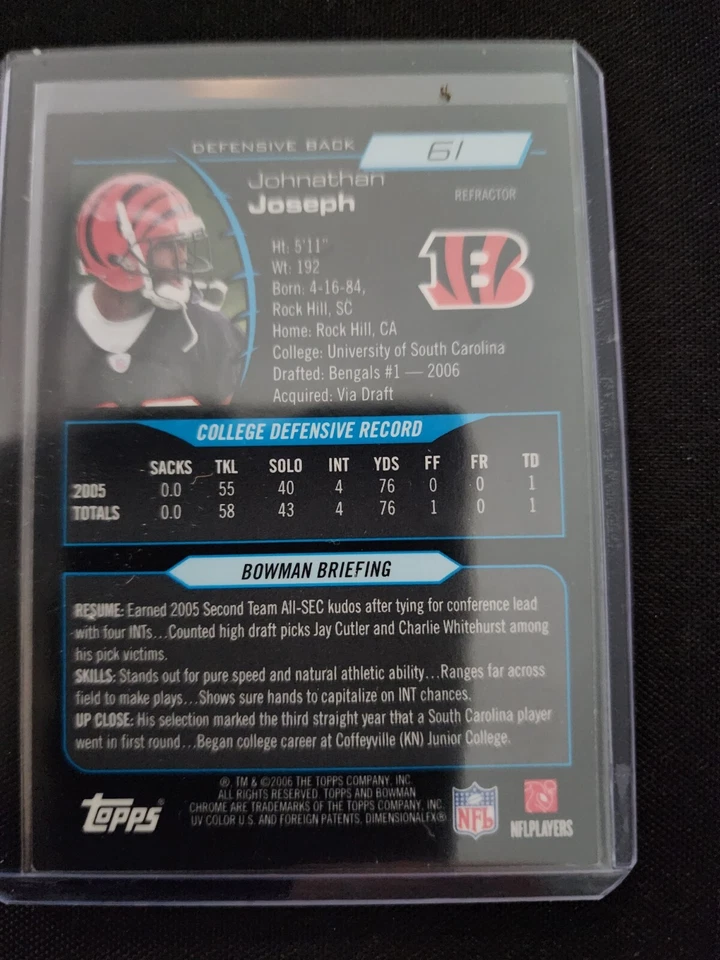 DEFENSIVE BACK
61
Johnathan
Joseph
REFRACTOR
B
Ht: 5'11"
Wt: 192
Born: 4-16-84,
Rock Hill, SC
Home: Rock Hill, CA
College: University of South Carolina
Drafted: Bengals #1 — 2006
Acquired: Via Draft
COLLEGE DEFENSIVE RECORD
SACKS TKL SOLO INT YDS FF FR TD
2005 0.0 55 40 4 76 0 0 1
TOTALS 0.0 58 43 4 76 1 0 1
BOWMAN BRIEFING
RESUME: Earned 2005 Second Team All-SEC kudos after tying for conference lead
with four INTs...Counted high draft picks Jay Cutler and Charlie Whitehurst among
his pick victims.
SKILLS: Stands out for pure speed and natural athletic ability...Ranges far across
field to make plays...Shows sure hands to capitalize on INT chances.
UP CLOSE: His selection marked the third straight year that a South Carolina player
went in first round...Began college career at Coffeyville (KN) Junior College.
®, TM & ©2006 THE TOPPS COMPANY, INC.
ALL RIGHTS RESERVED. TOPPS AND BOWMAN
CHROME ARE TRADEMARKS OF THE TOPPS COMPANY, INC.
UV COLOR U.S. AND FOREIGN PATENTS. DIMENSIONALFX®
topps®
NFL
NFLPLAYERS